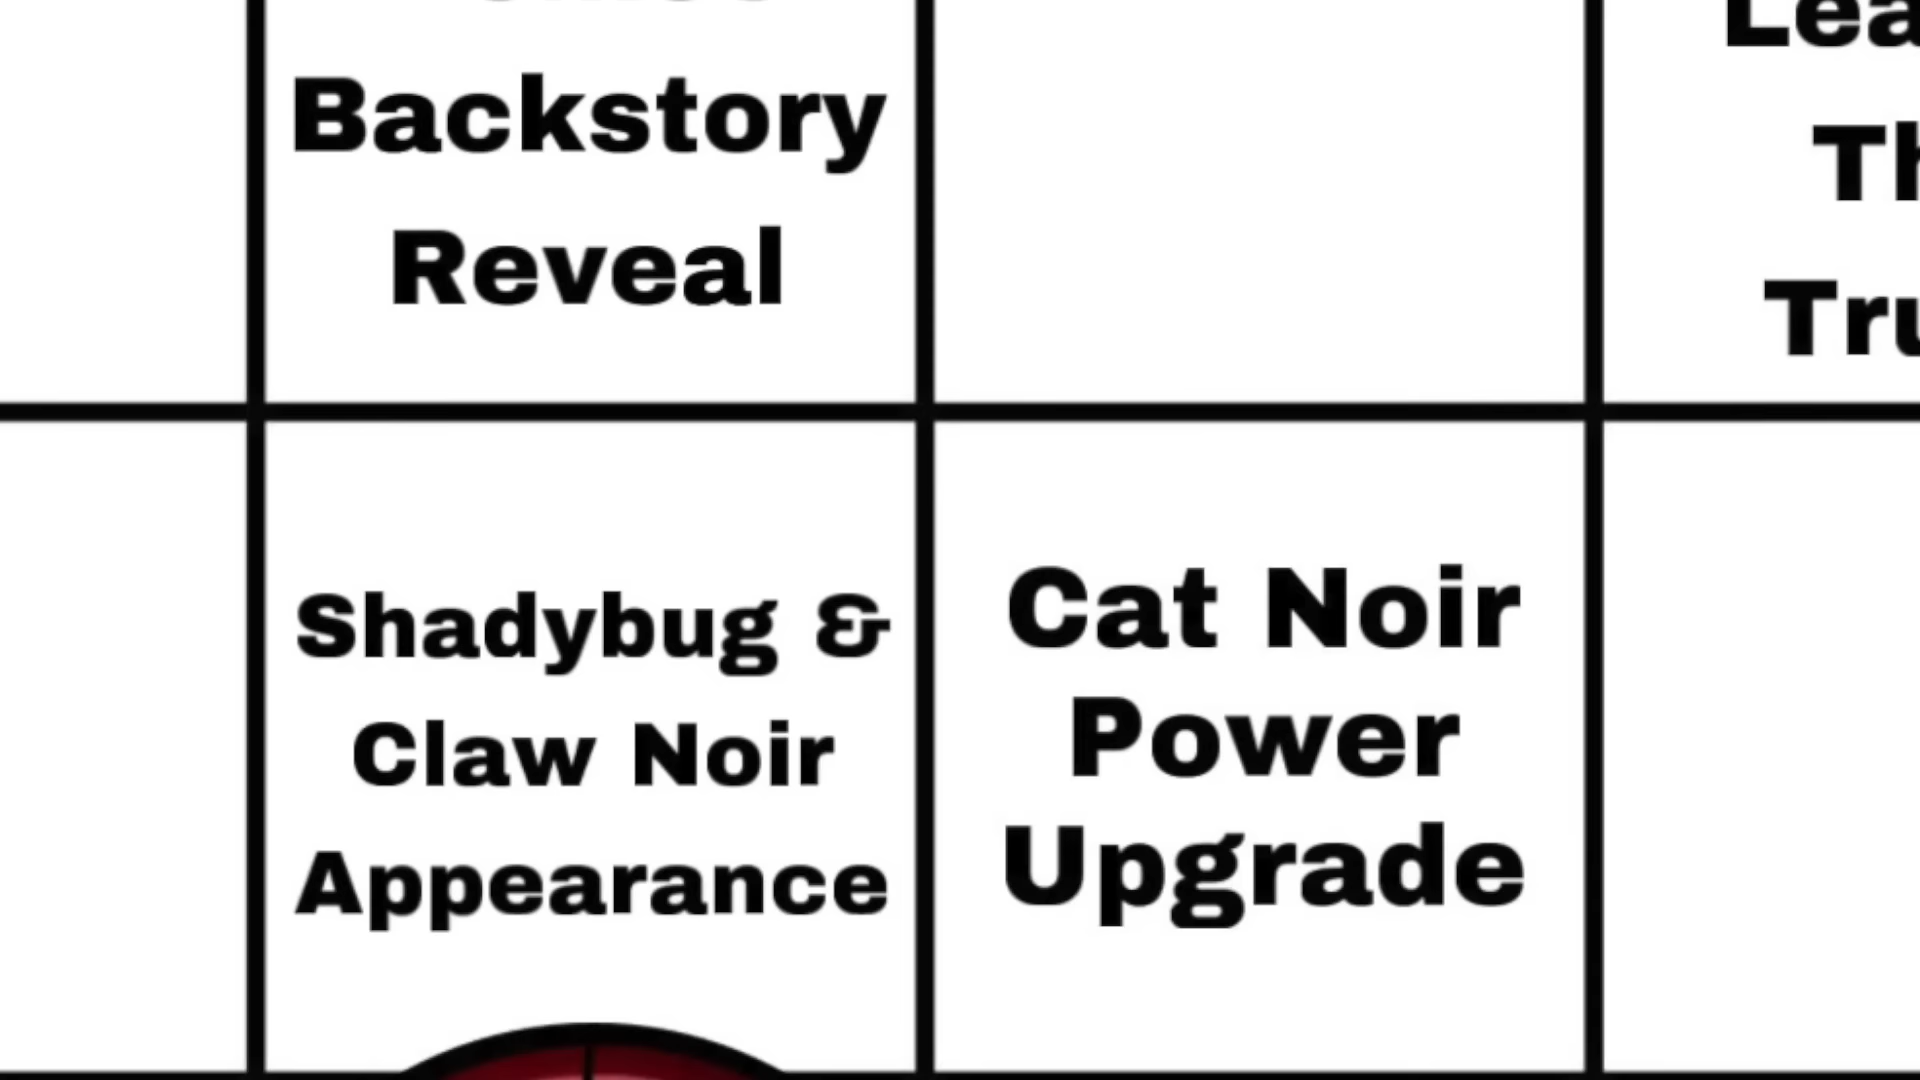 Backstory
Reveal
Shadybug &
Claw Noir
Appearance
Cat Noir
Power
Upgrade